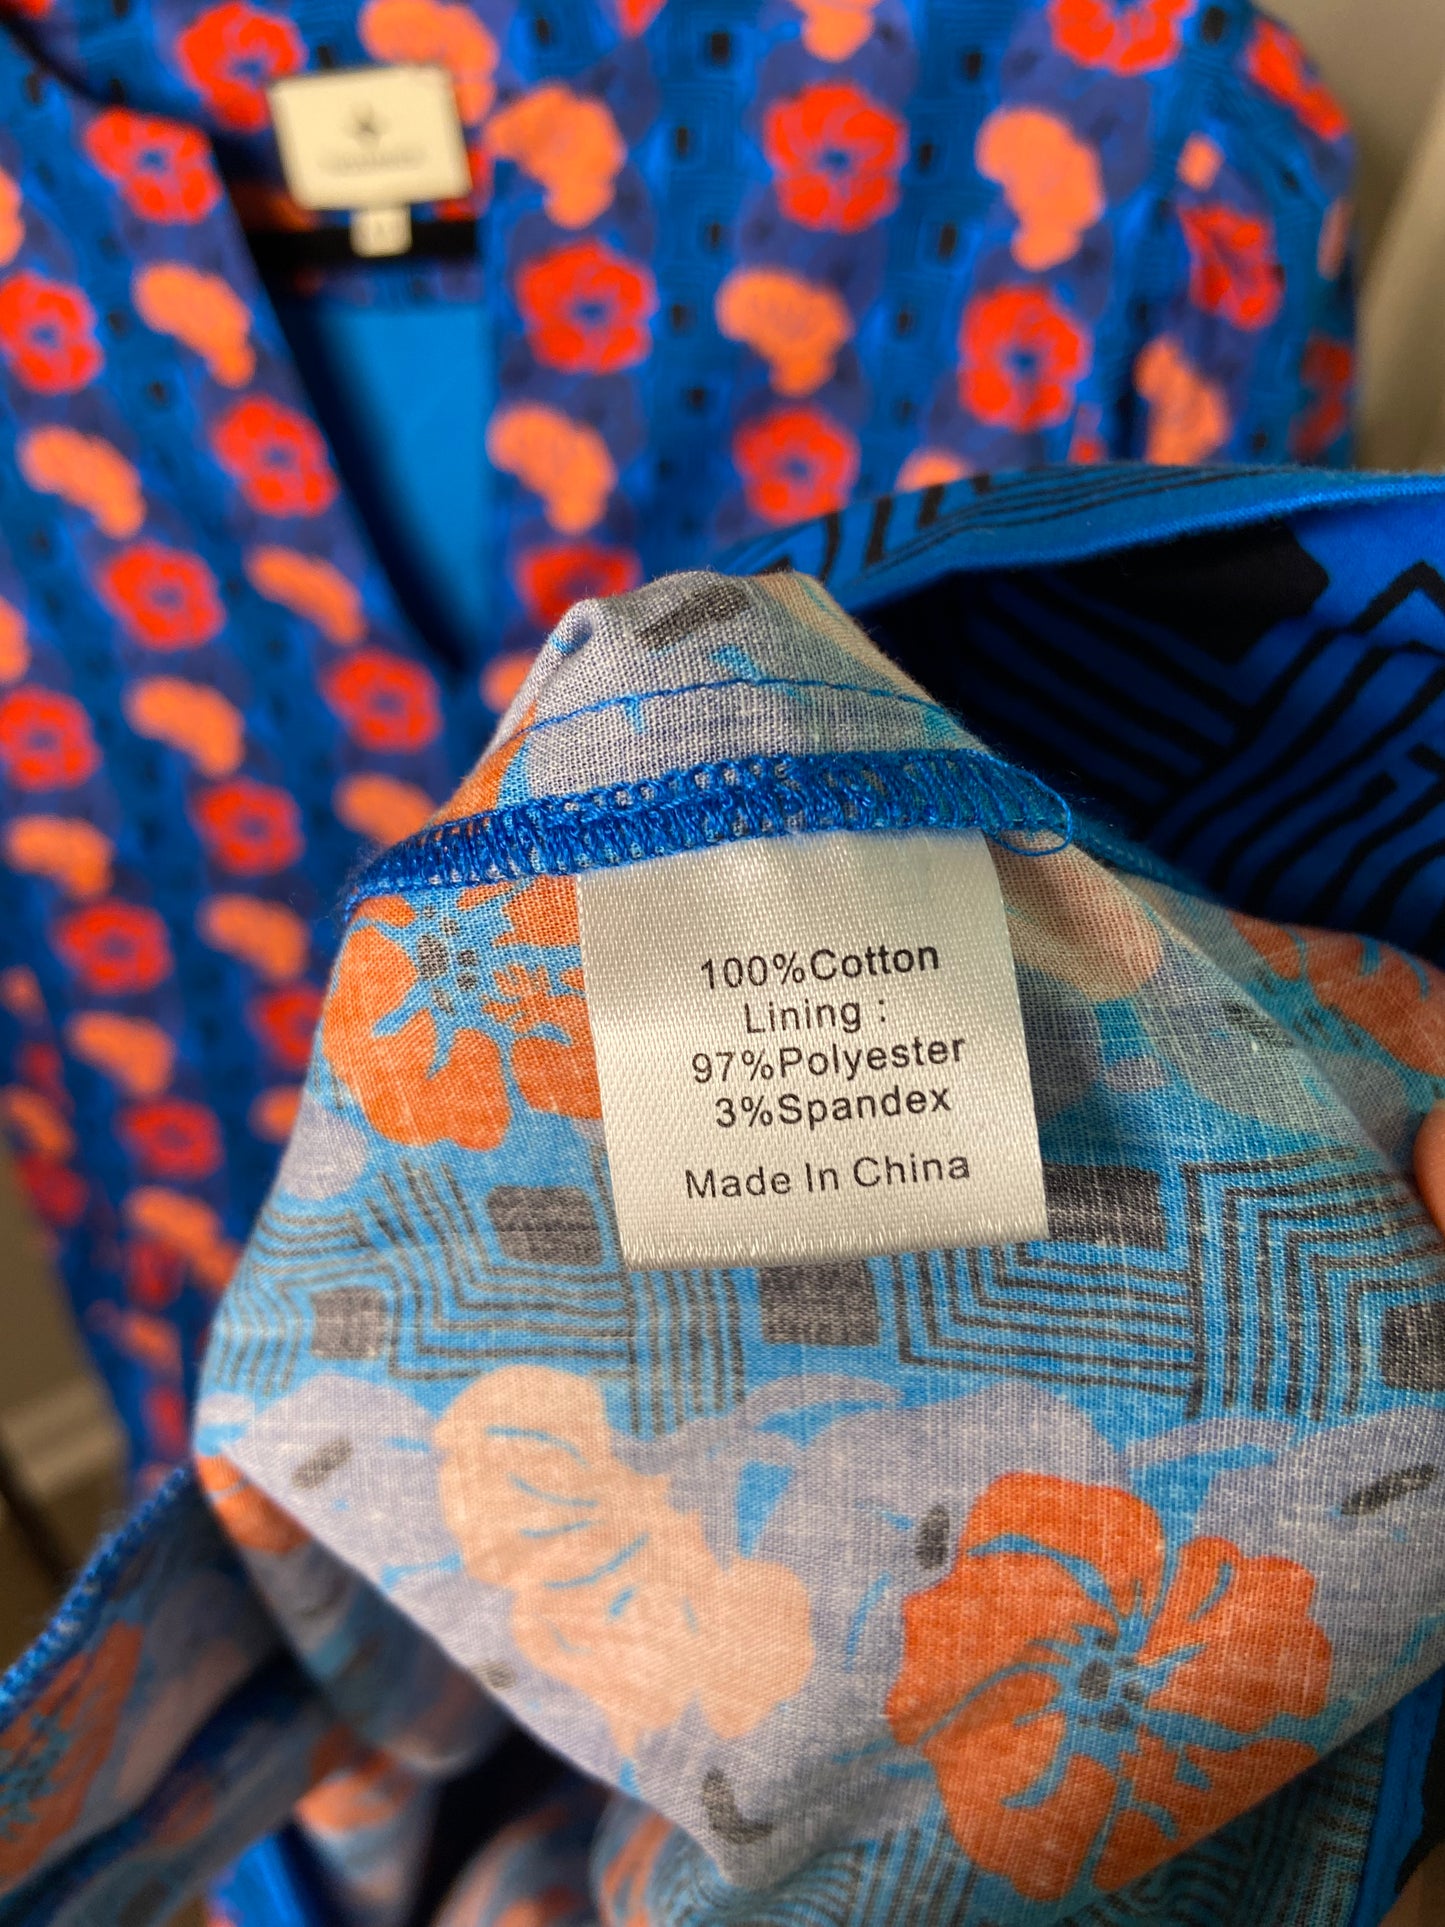 100%Cotton
Lining :
97%Polyester
3%Spandex
Made In China